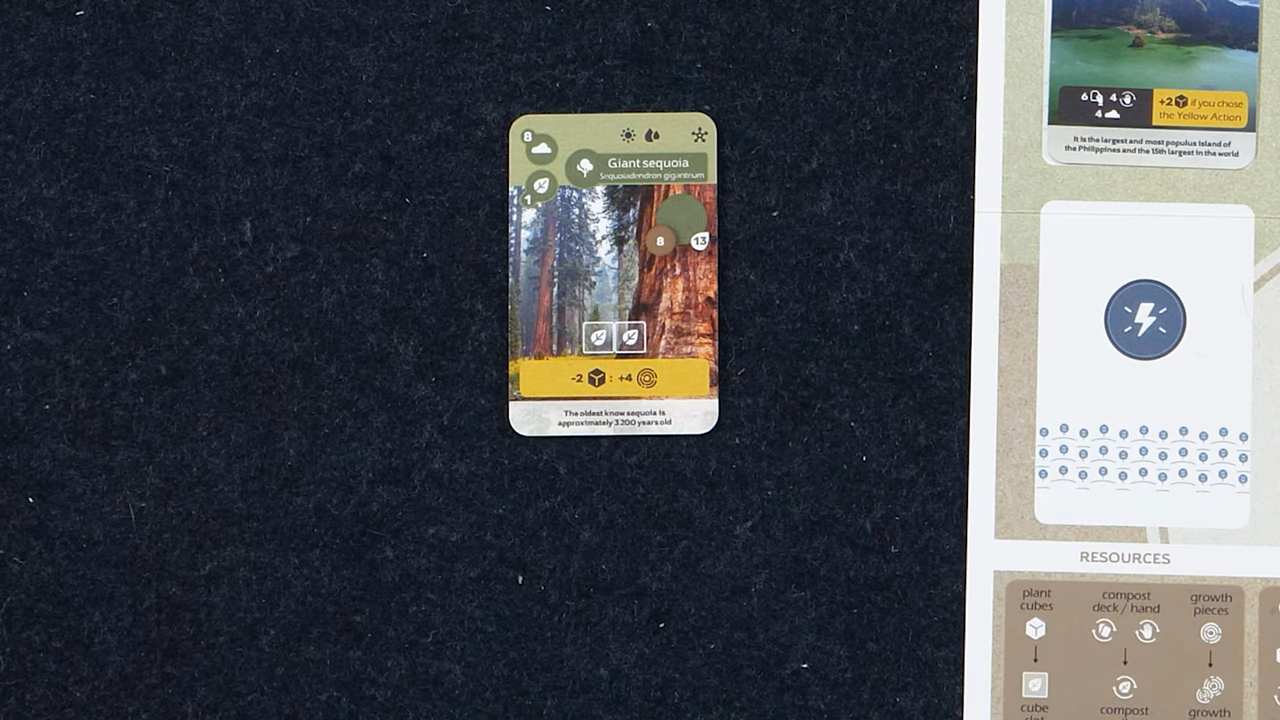 8
1
Giant sequoia
Sequoiadendron gigantrum
8 13
-2 : +4
The oldest know sequoia is
approximately 3200 years old
6 4
4
+2 if you chose
the Yellow Action
It is the largest and most populus island of
the Philippines and the 15th largest in the world
RESOURCES
plant
cubes
compost
deck / hand
growth
pieces
cube
slot
compost
growth